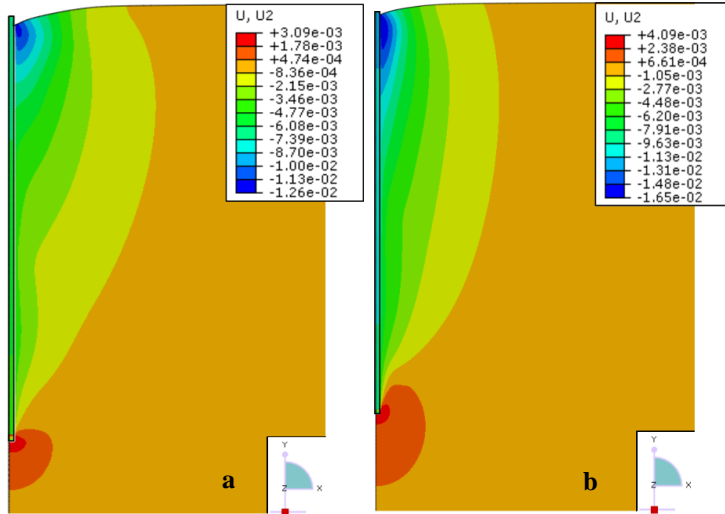 U, U2
+3.09e-03
+1.78e-03
+4.74e-04
-8.36e-04
-2.15e-03
-3.46e-03
-4.77e-03
-6.08e-03
-7.39e-03
-8.70e-03
-1.00e-02
-1.13e-02
-1.26e-02
Y
Z
X
a
U, U2
+4.09e-03
+2.38e-03
+6.61e-04
-1.05e-03
-2.77e-03
-4.48e-03
-6.20e-03
-7.91e-03
-9.63e-03
-1.13e-02
-1.31e-02
-1.48e-02
-1.65e-02
Y
Z
X
b